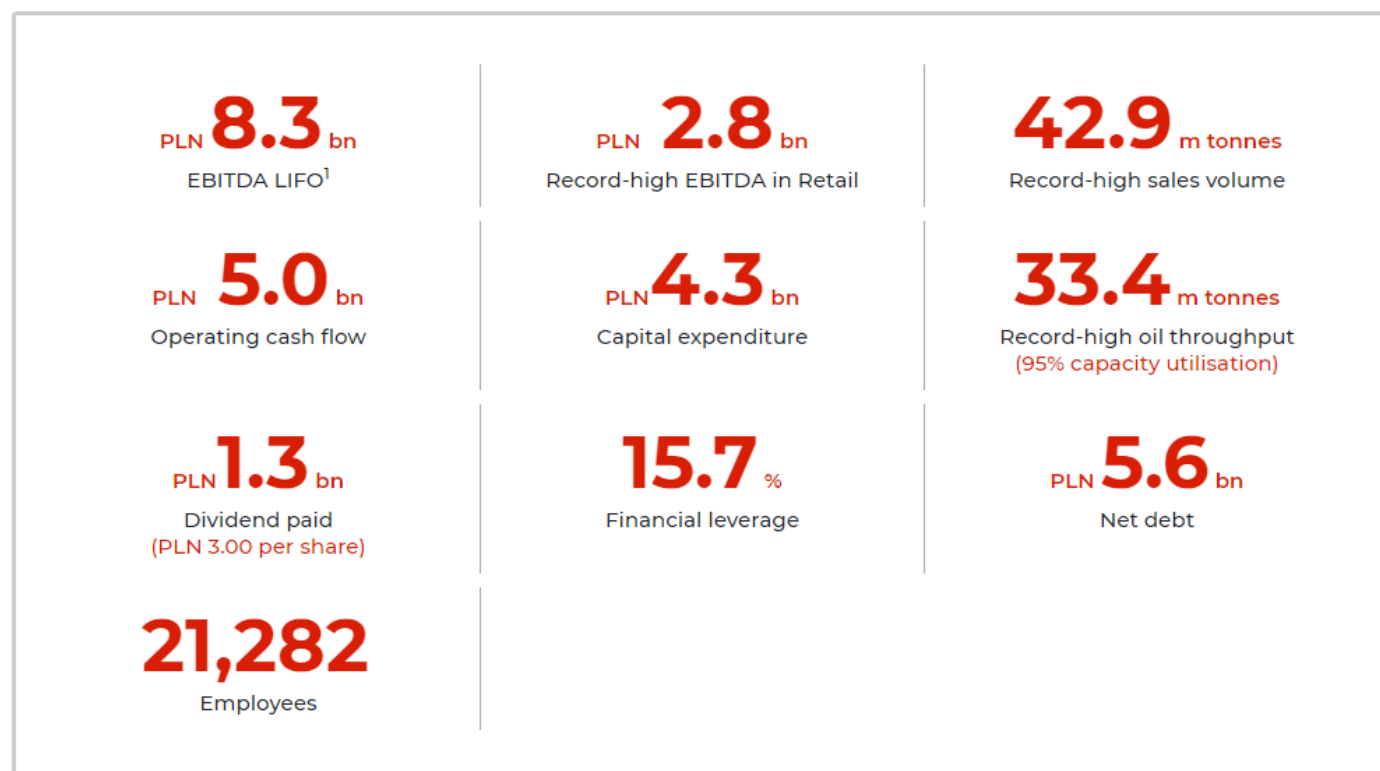 PLN 8.3 bn
EBITDA LIFO¹
PLN 2.8 bn
Record-high EBITDA in Retail
42.9 m tonnes
Record-high sales volume
PLN 5.0 bn
Operating cash flow
PLN 4.3 bn
Capital expenditure
33.4 m tonnes
Record-high oil throughput
(95% capacity utilisation)
PLN 1.3 bn
Dividend paid
(PLN 3.00 per share)
15.7 %
Financial leverage
PLN 5.6 bn
Net debt
21,282
Employees